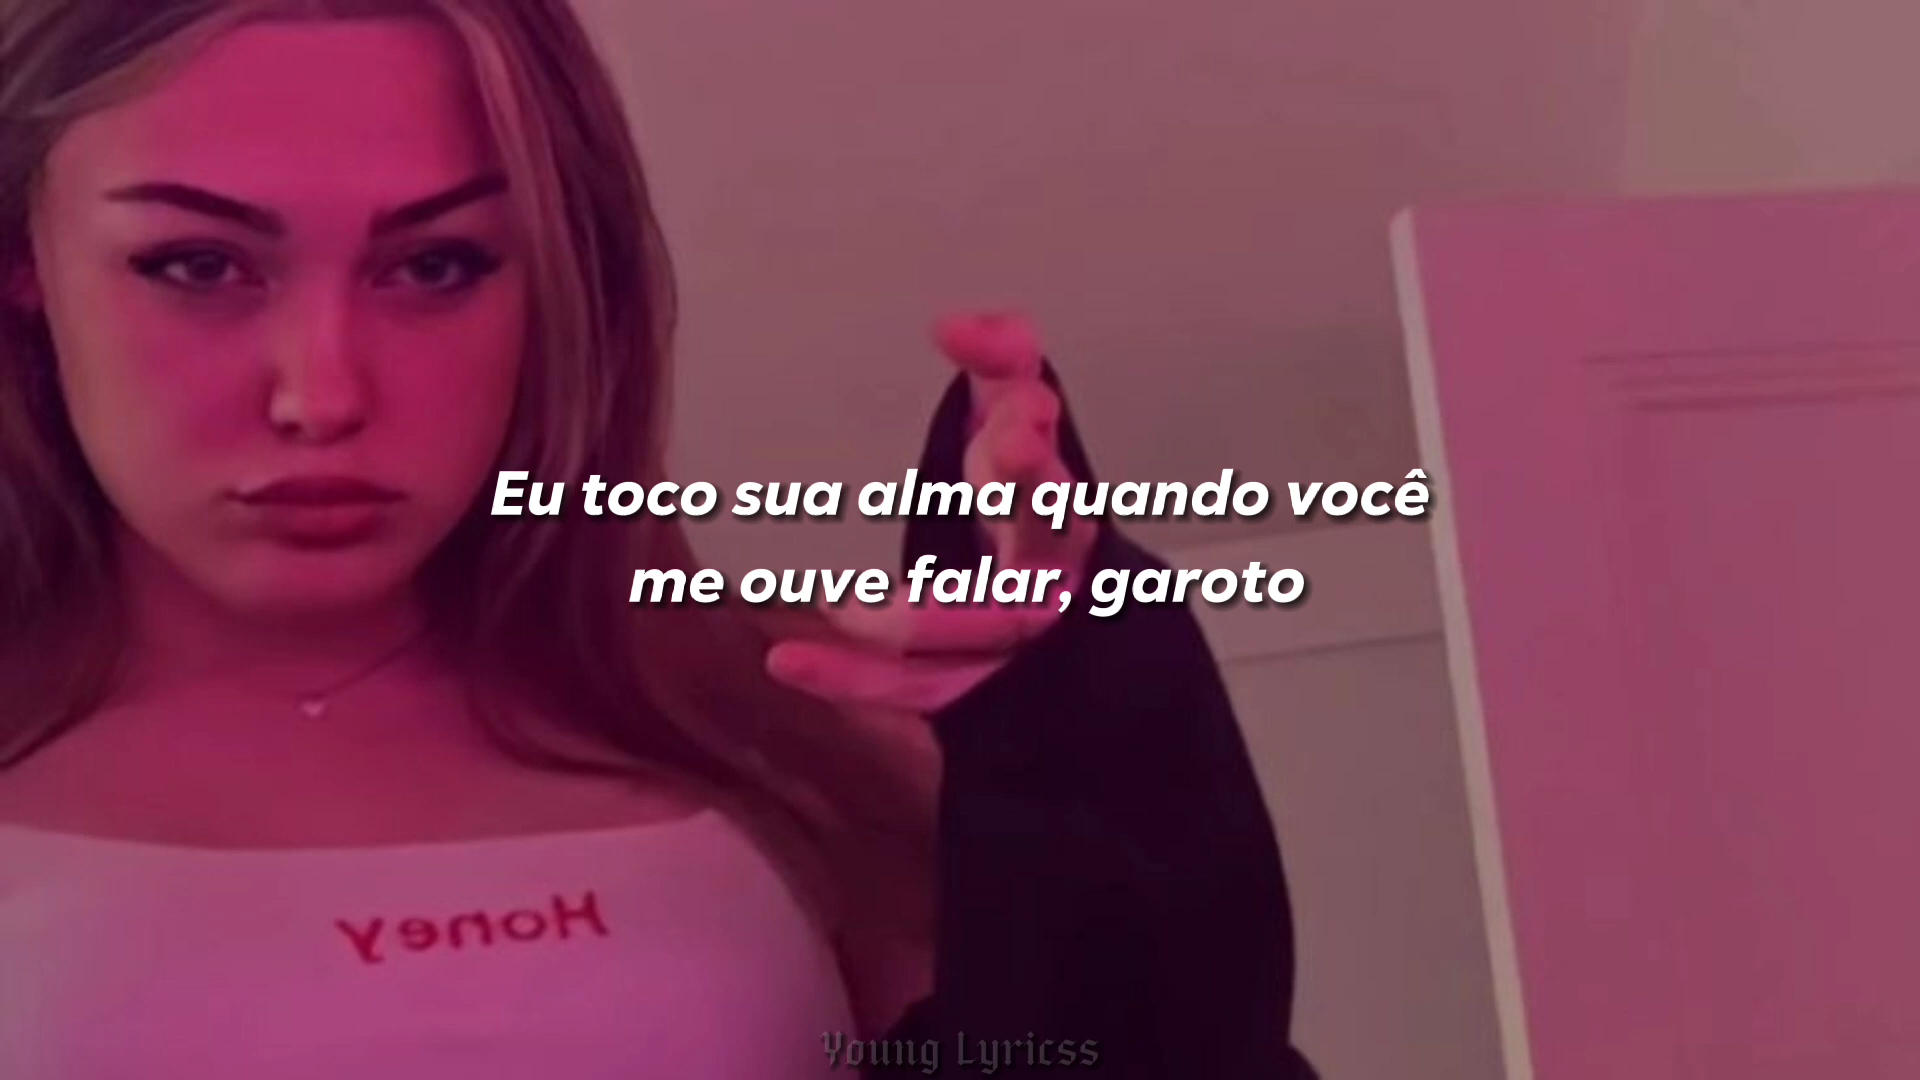 Eu toco sua alma quando você
me ouve falar, garoto
Honey
Young Lyricss